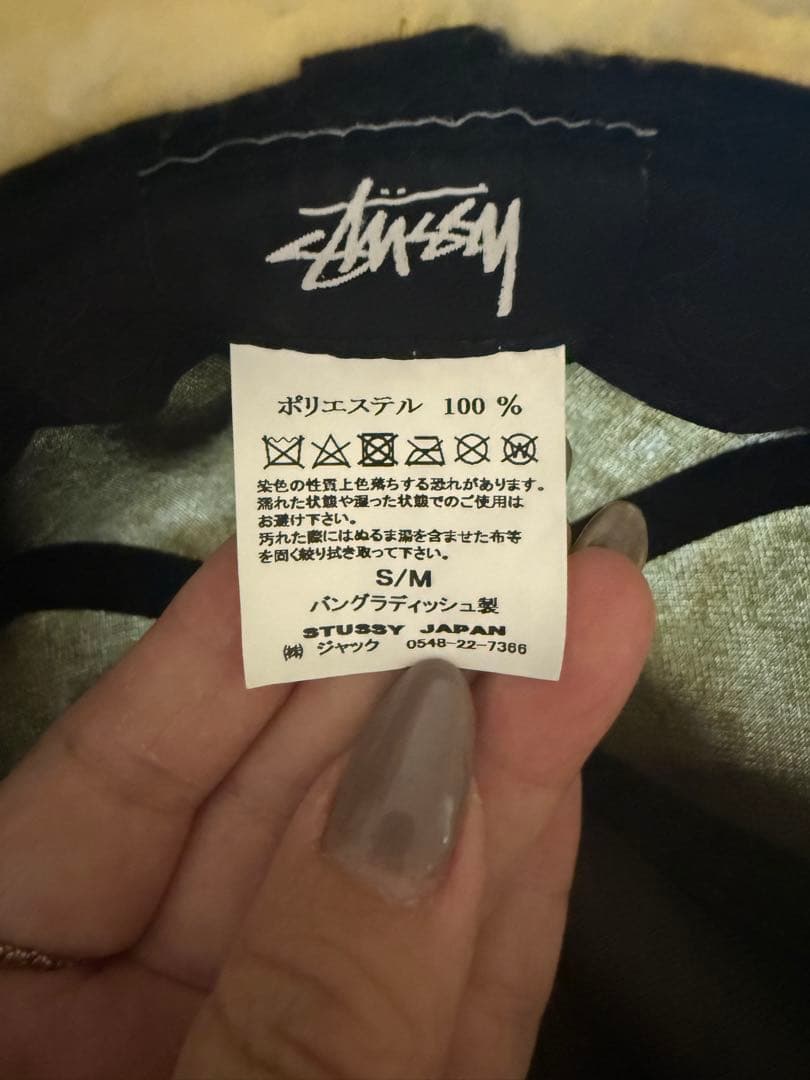 Stüssy
ポリエステル 100 %
W
染色の性質上色落ちする恐れがあります。
濡れた状態や湿った状態でのご使用は
お避け下さい。
汚れた際にはぬるま湯を含ませた布等
を固く絞り拭き取って下さい。
S/M
バングラディッシュ製
STUSSY JAPAN
㈱ ジャック 0548-22-7366